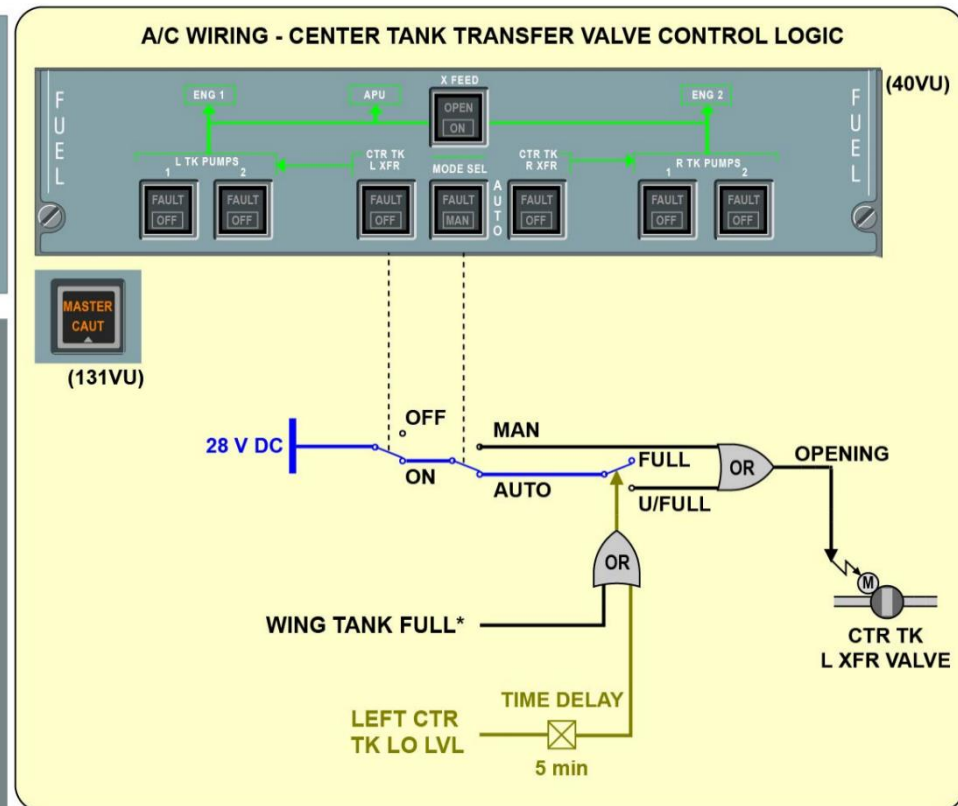 A/C WIRING - CENTER TANK TRANSFER VALVE CONTROL LOGIC
(40VU)
FUEL
FUEL
X FEED
ENG 1
APU
OPEN
ON
ENG 2
L TK PUMPS
1 2
CTR TK
L XFR
MODE SEL
AUTO
CTR TK
R XFR
R TK PUMPS
1 2
FAULT
OFF
FAULT
OFF
FAULT
OFF
FAULT
MAN
FAULT
OFF
FAULT
OFF
FAULT
OFF
MASTER
CAUT
(131VU)
OFF
28 V DC
ON
MAN
AUTO
FULL
U/FULL
OR
OPENING
OR
M
WING TANK FULL*
CTR TK
L XFR VALVE
TIME DELAY
LEFT CTR
TK LO LVL
5 min